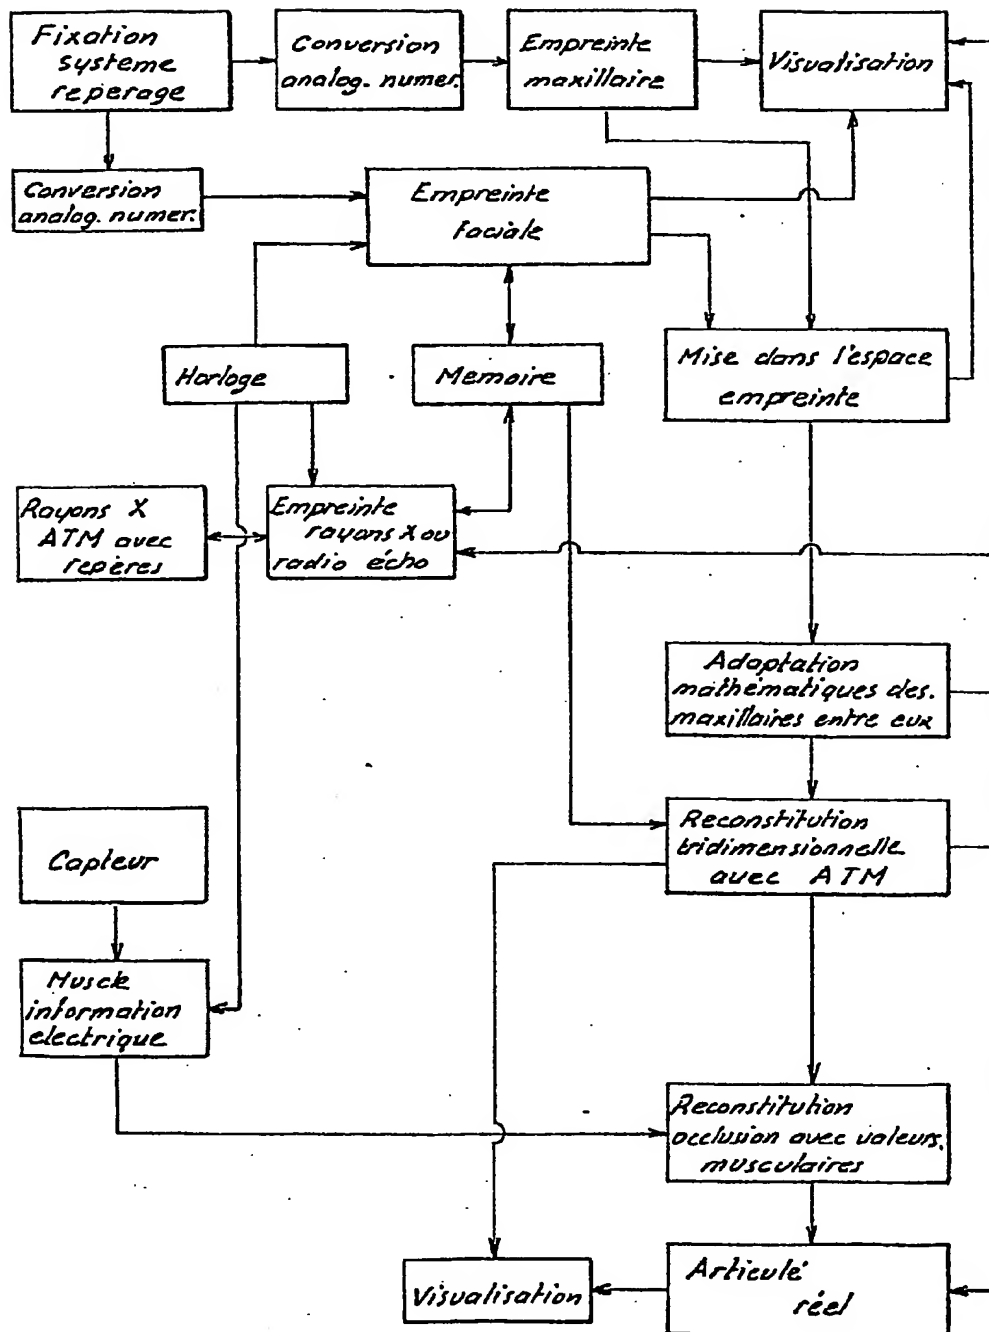 Fixation
système
reperage
Conversion
analog. numer.
Empreinte
maxillaire
Visualisation
Conversion
analog. numer.
Empreinte
faciale
Horloge
Memoire
Mise dans l'espace
empreinte
Rayons X
ATM avec
repères
Empreinte
rayons X ou
radio écho
Adaptation
mathématiques des.
maxillaires entre eux
Capteur
Reconstitution
tridimensionnelle
avec ATM
Muscle
information
electrique
Reconstitution
occlusion avec valeurs.
musculaires
Visualisation
Articulé
réel